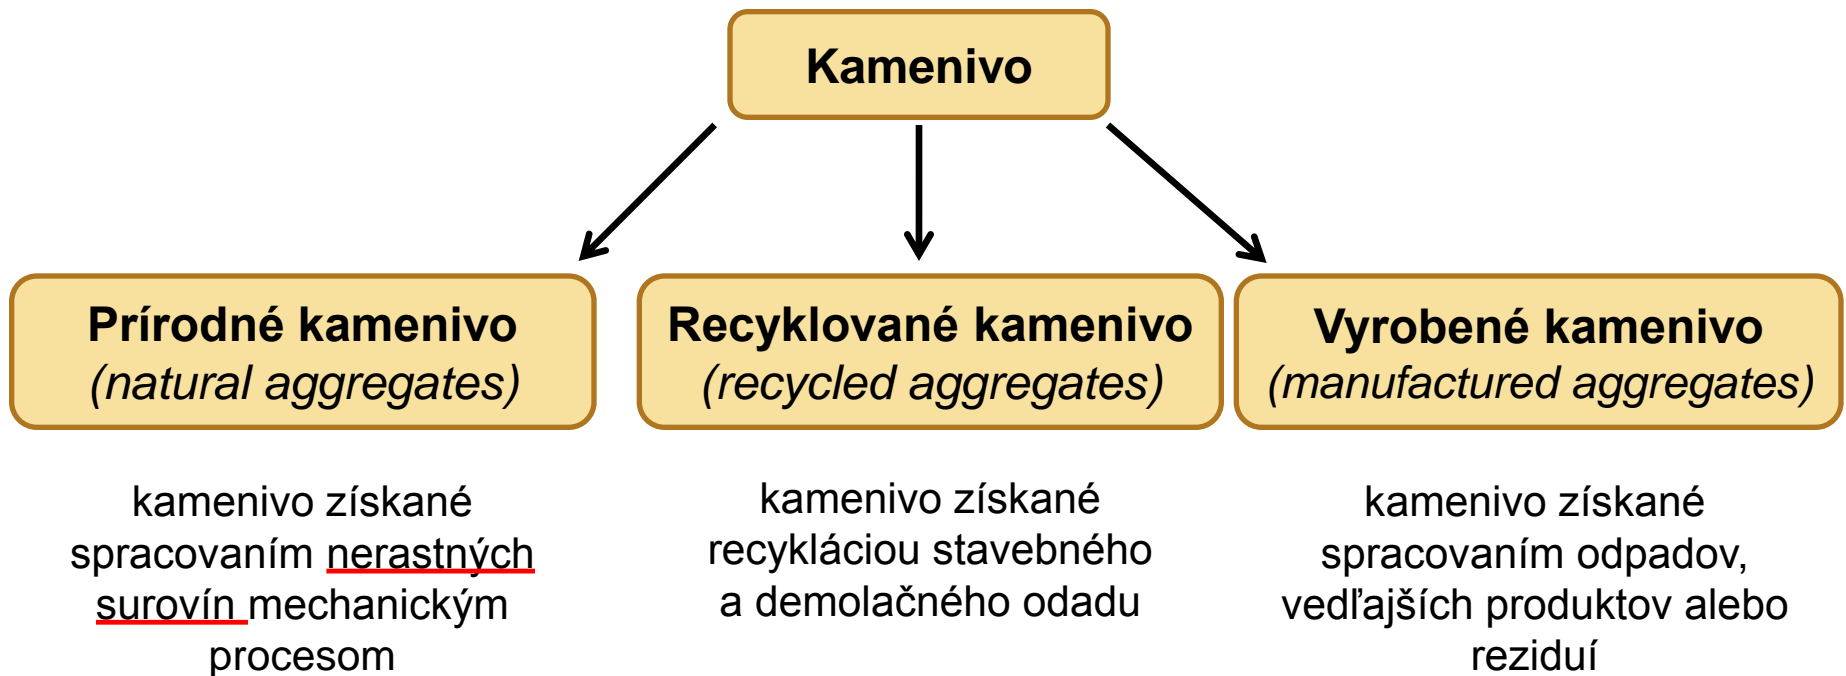 Kamenivo
Prírodné kamenivo
(natural aggregates)
Recyklované kamenivo
(recycled aggregates)
Vyrobené kamenivo
(manufactured aggregates)
kamenivo získané
spracovaním nerastných
surovín mechanickým
procesom
kamenivo získané
recykláciou stavebného
a demolačného odadu
kamenivo získané
spracovaním odpadov,
vedľajších produktov alebo
reziduí